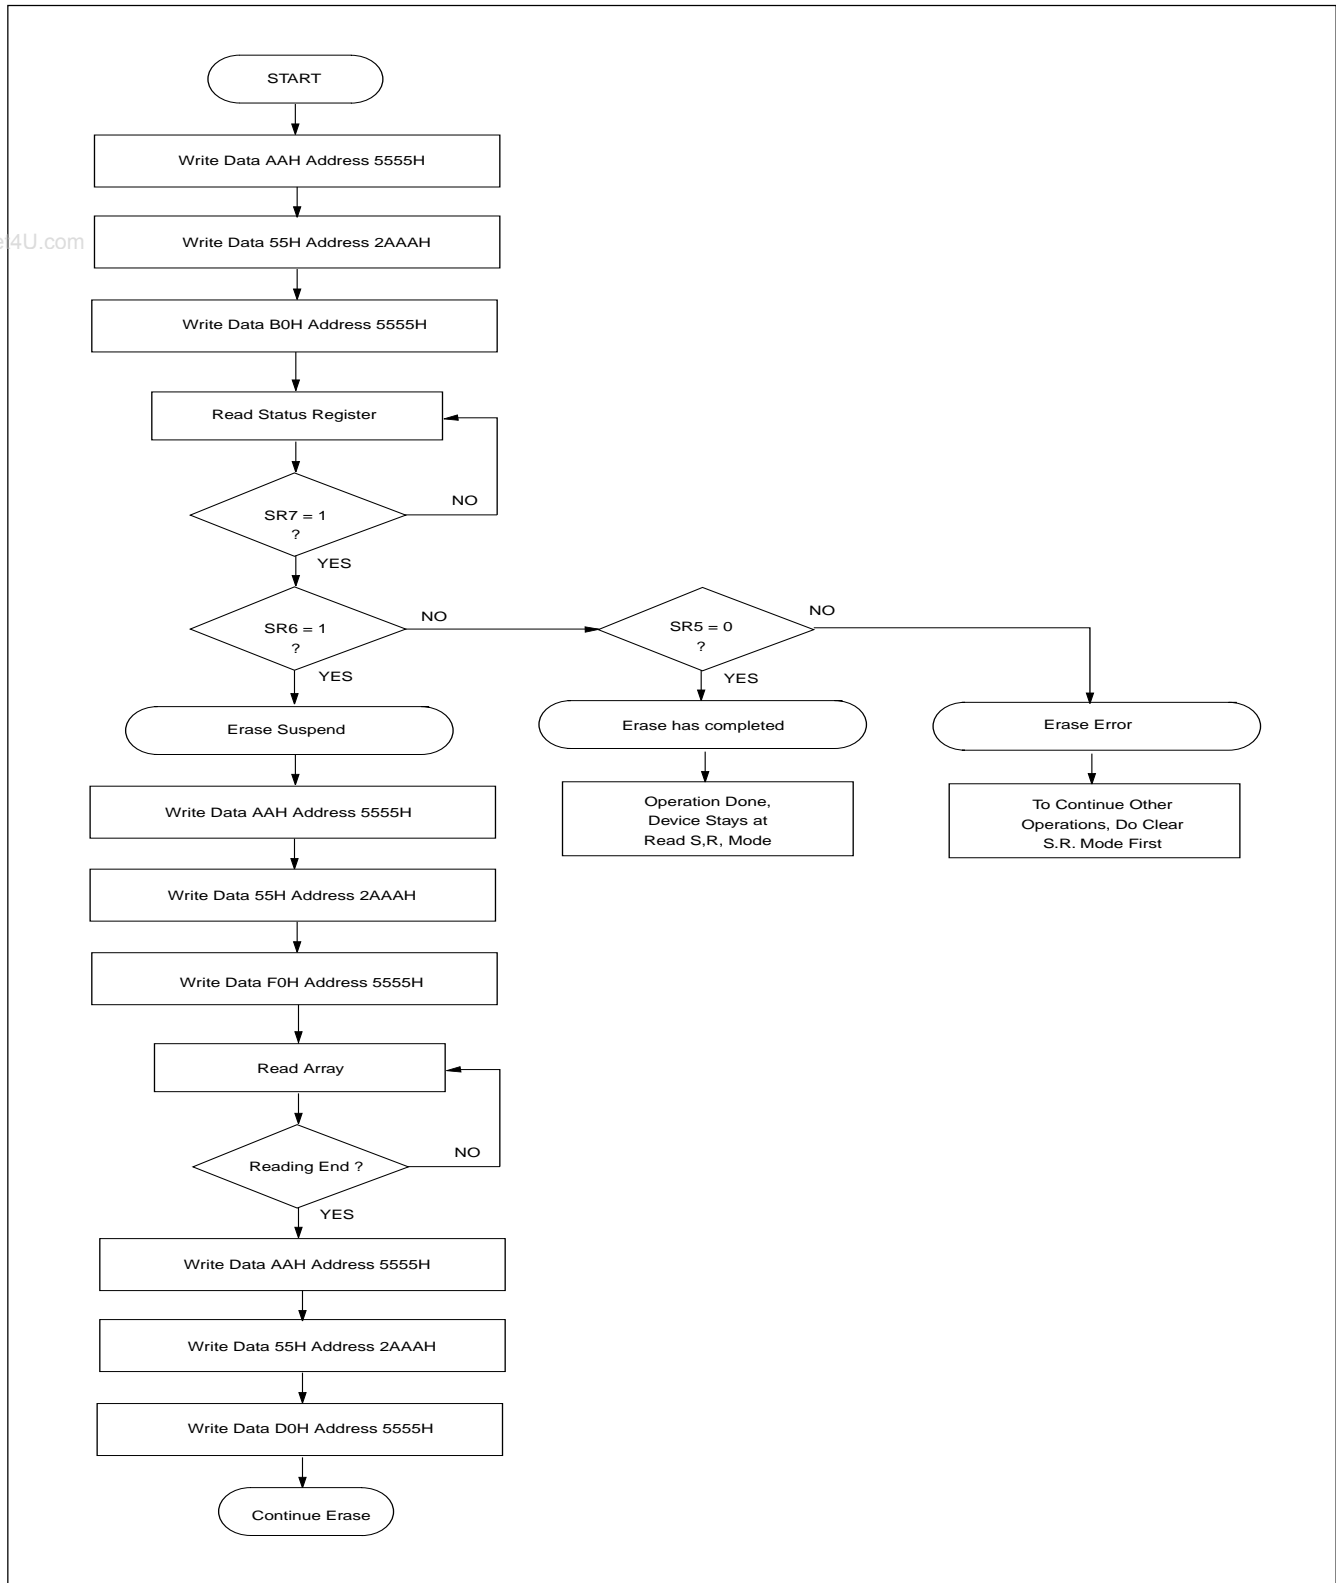 START
Write Data AAH Address 5555H
Write Data 55H Address 2AAAH
4U.com
Write Data B0H Address 5555H
Read Status Register
NO
SR7 = 1
?
YES
NO
NO
SR6 = 1
?
SR5 = 0
?
YES
YES
Erase Suspend
Erase has completed
Erase Error
Write Data AAH Address 5555H
Operation Done,
Device Stays at
Read S,R, Mode
To Continue Other
Operations, Do Clear
S.R. Mode First
Write Data 55H Address 2AAAH
Write Data F0H Address 5555H
Read Array
NO
Reading End ?
YES
Write Data AAH Address 5555H
Write Data 55H Address 2AAAH
Write Data D0H Address 5555H
Continue Erase